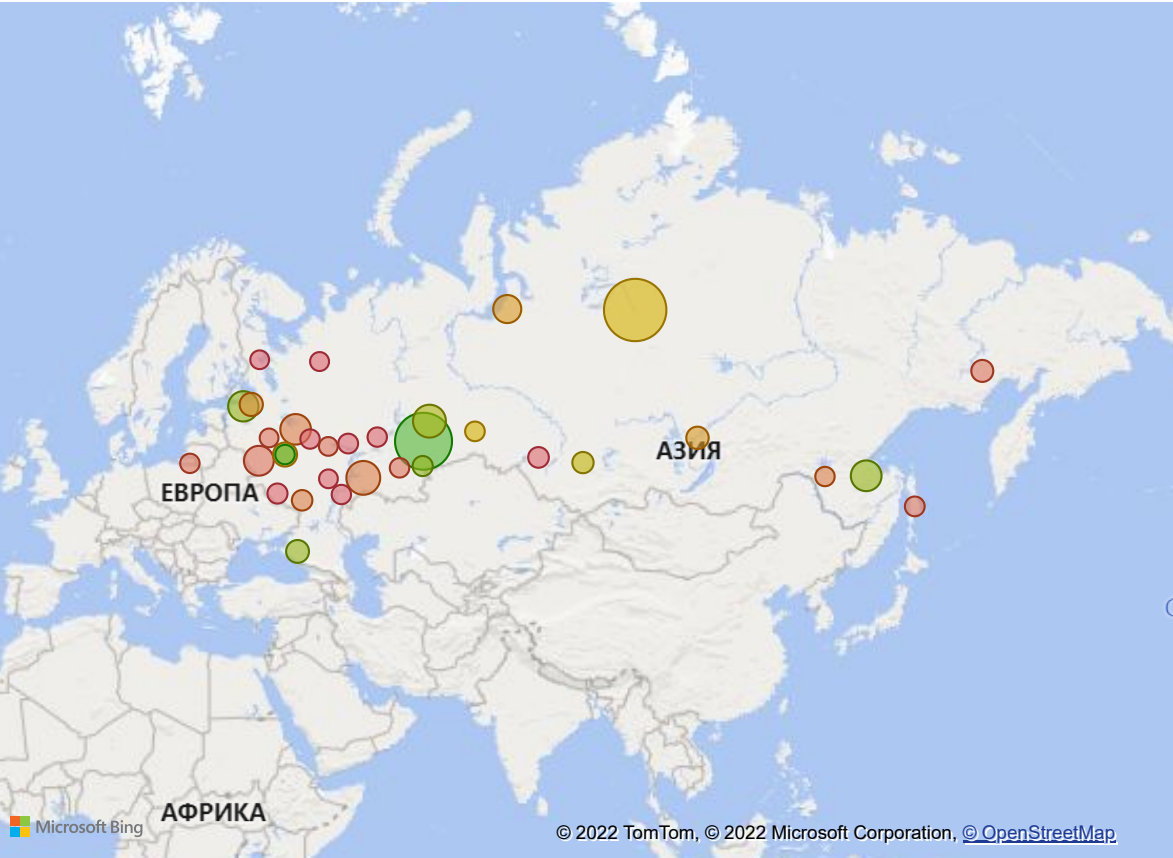 АЗИЯ
ЕВРОПА
АФРИКА
Microsoft Bing
© 2022 TomTom, © 2022 Microsoft Corporation, © OpenStreetMap